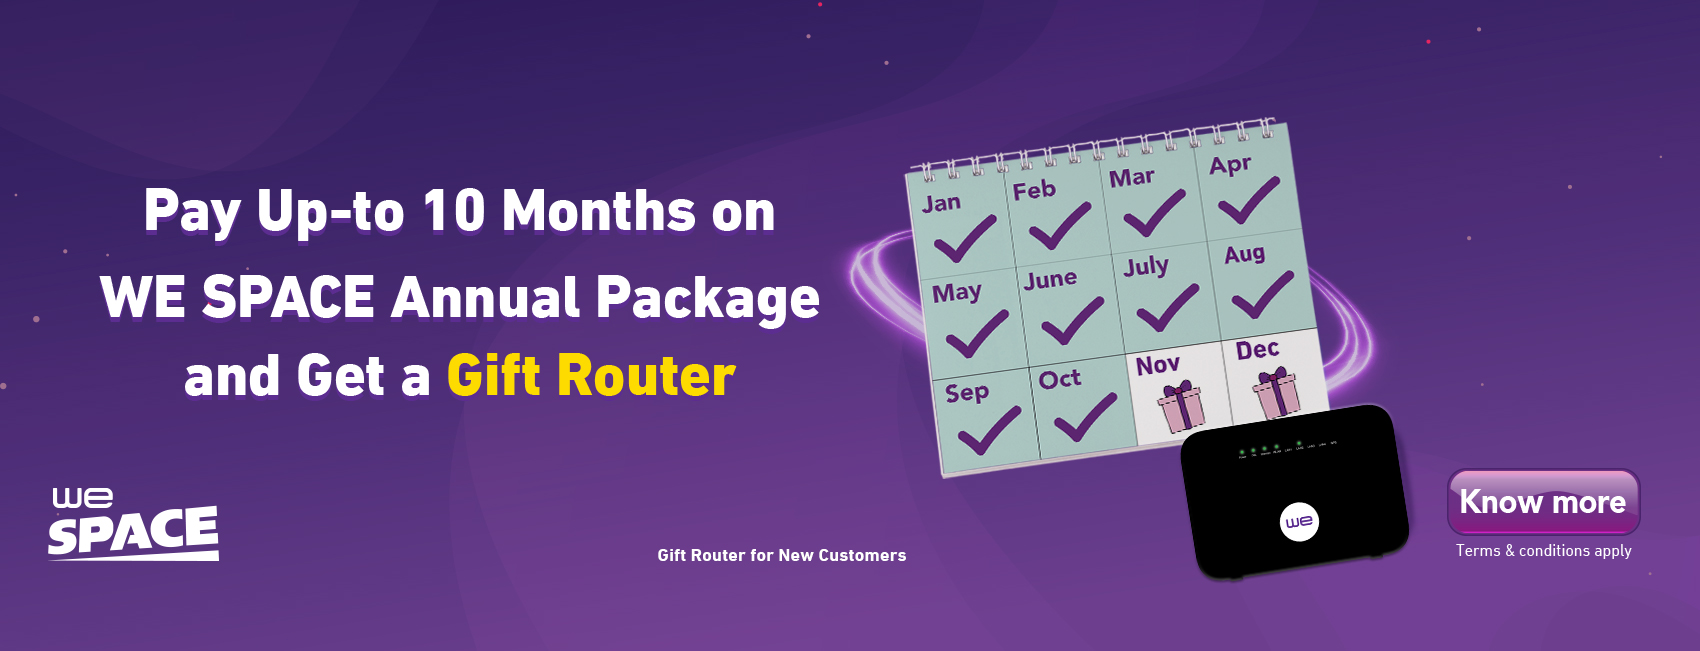 Pay Up-to 10 Months on
WE SPACE Annual Package
and Get a Gift Router
Jan
Feb
Mar
Apr
May
June
July
Aug
Sep
Oct
Nov
Dec
we
we
SPACE
Gift Router for New Customers
Know more
Terms & conditions apply